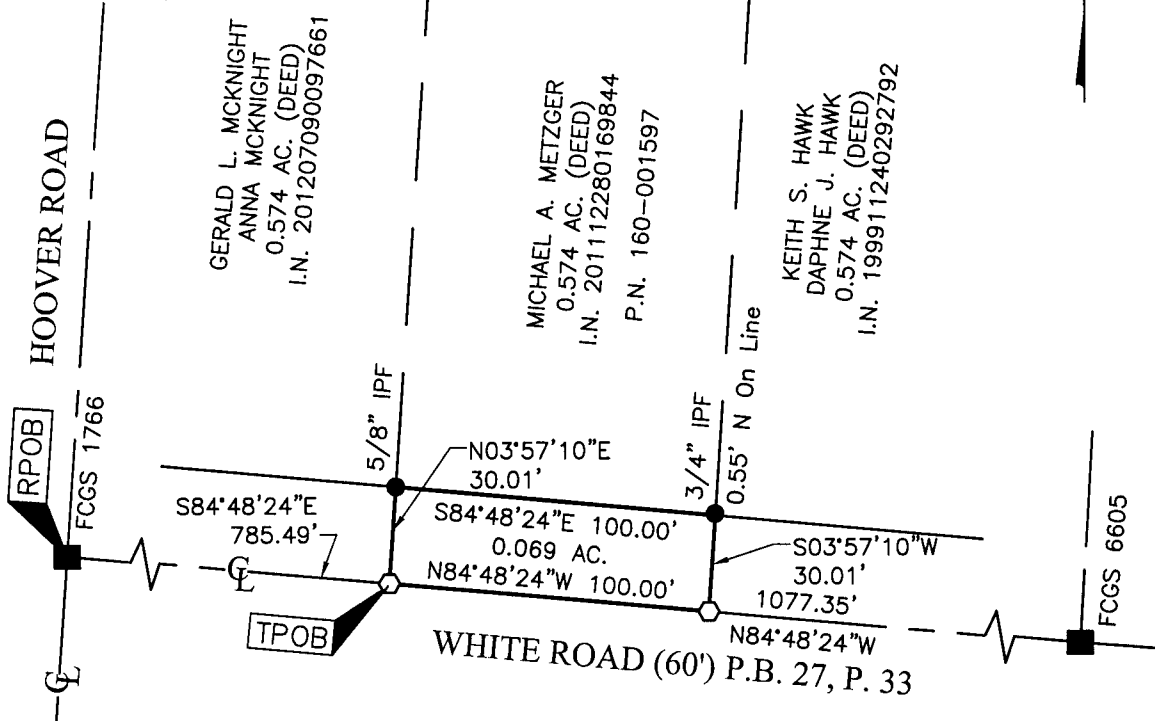 HOOVER ROAD
GERALD L. MCKNIGHT
ANNA MCKNIGHT
0.574 AC. (DEED)
I.N. 201207090097661
MICHAEL A. METZGER
0.574 AC. (DEED)
I.N. 201112280169844
P.N. 160-001597
KEITH S. HAWK
DAPHNE J. HAWK
0.574 AC. (DEED)
I.N. 199911240292792
RPOB
FCGS 1766
5/8" IPF
3/4" IPF
0.55' N On Line
N03°57'10"E
30.01'
S84°48'24"E
785.49'
S84°48'24"E 100.00'
0.069 AC.
N84°48'24"W 100.00'
S03°57'10"W
30.01'
1077.35'
N84°48'24"W
FCGS 6605
CL
TPOB
WHITE ROAD (60') P.B. 27, P. 33
CL